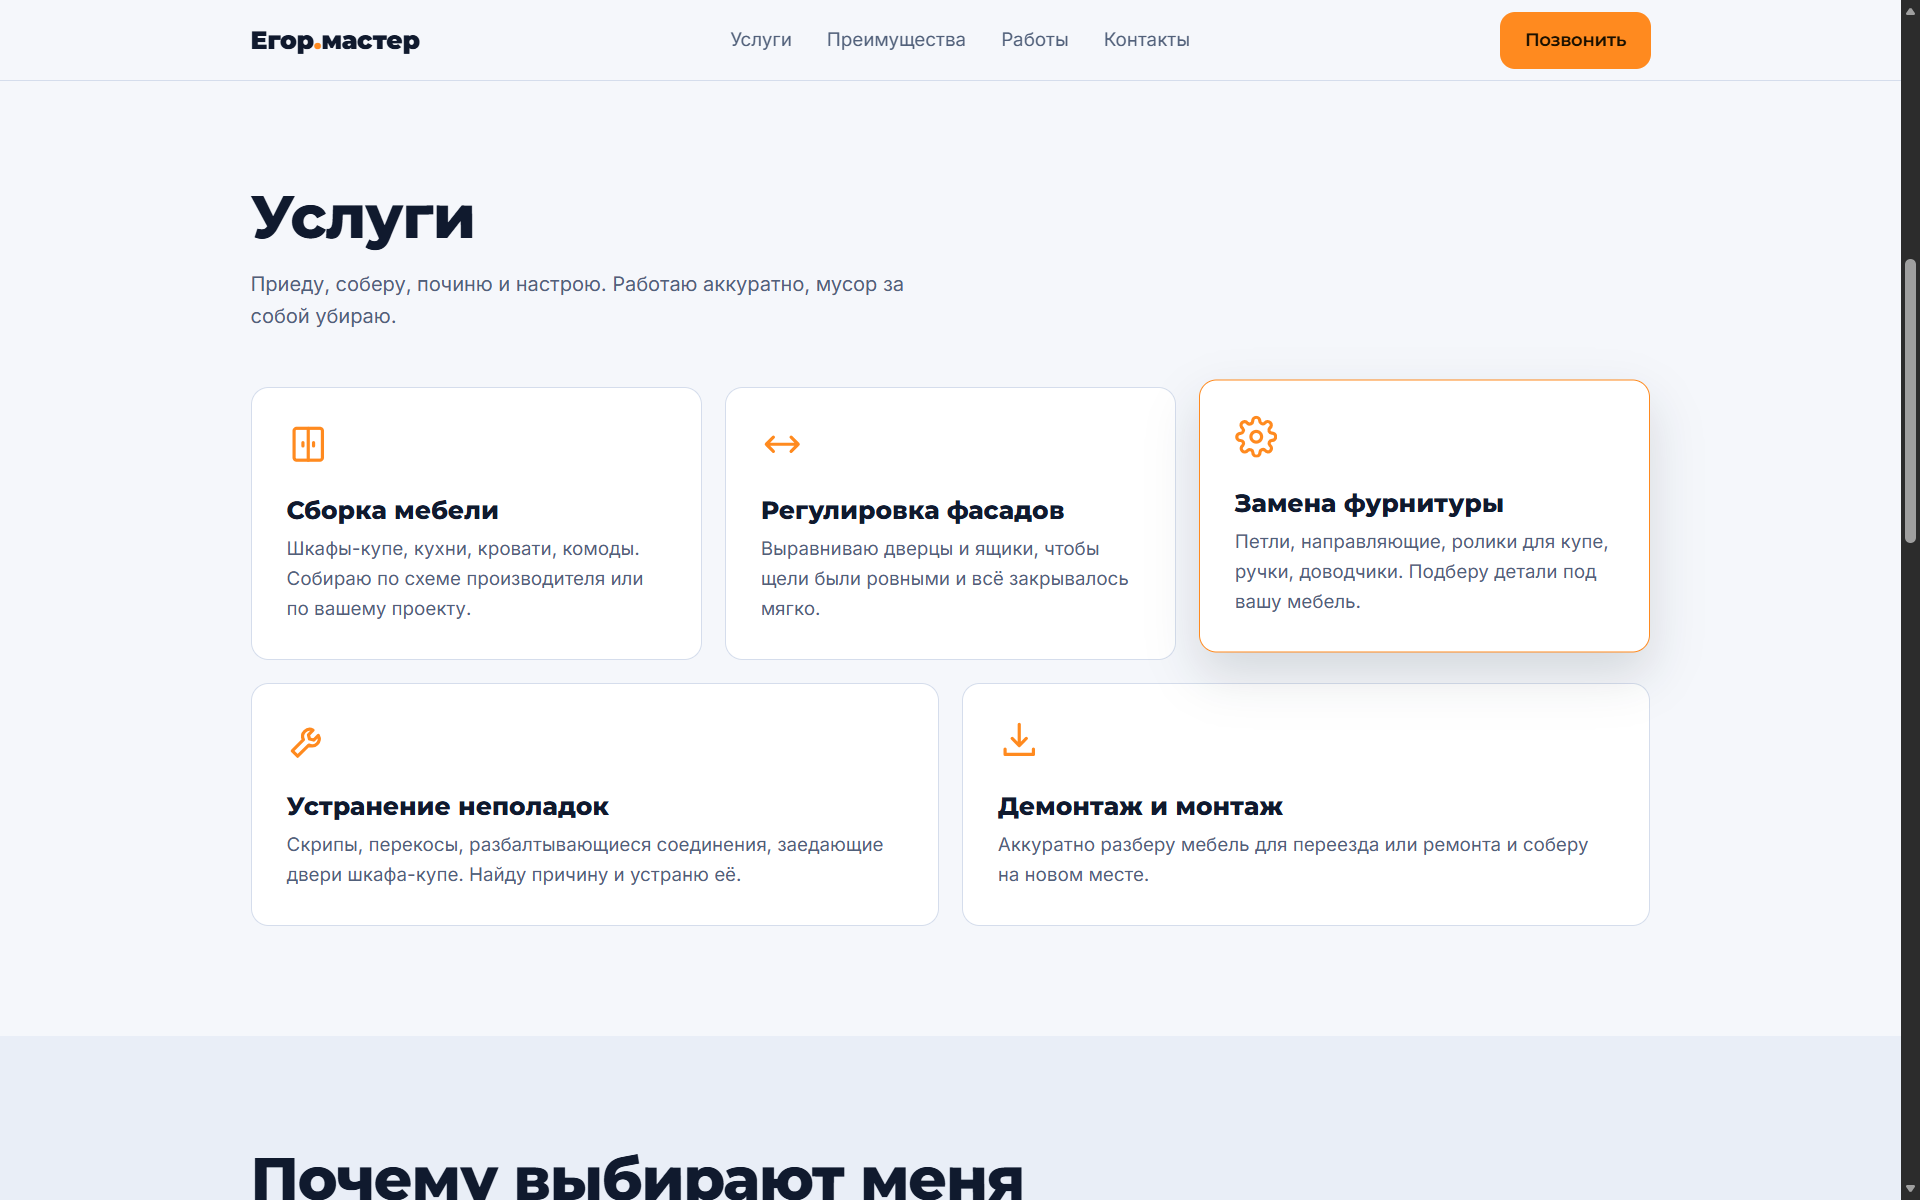 Егор.мастер
Услуги
Преимущества
Работы
Контакты
Позвонить
Услуги
Приеду, соберу, починю и настрою. Работаю аккуратно, мусор за
собой убираю.
Сборка мебели
Шкафы-купе, кухни, кровати, комоды.
Собираю по схеме производителя или
по вашему проекту.
Регулировка фасадов
Выравниваю дверцы и ящики, чтобы
щели были ровными и всё закрывалось
мягко.
Замена фурнитуры
Петли, направляющие, ролики для купе,
ручки, доводчики. Подберу детали под
вашу мебель.
Устранение неполадок
Скрипы, перекосы, разбалтывающиеся соединения, заедающие
двери шкафа-купе. Найду причину и устраню её.
Демонтаж и монтаж
Аккуратно разберу мебель для переезда или ремонта и соберу
на новом месте.
Почему выбирают меня